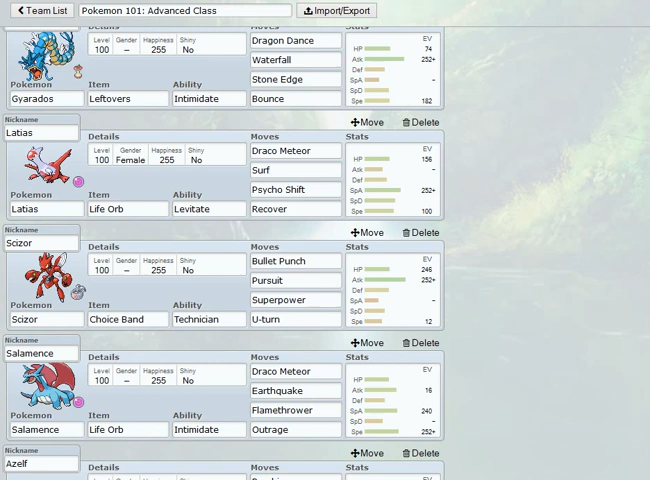 Team List
Pokemon 101: Advanced Class
Import/Export
Details
Level Gender Happiness Shiny
100 – 255 No
Moves
Dragon Dance
Waterfall
Stone Edge
Bounce
Stats
EV
HP 74
Atk 252+
Def
SpA –
SpD
Spe 182
Pokemon Item Ability
Gyarados Leftovers Intimidate
Move Delete
Nickname
Latias
Details
Level Gender Happiness Shiny
100 Female 255 No
Moves
Draco Meteor
Surf
Psycho Shift
Recover
Stats
EV
HP 156
Atk –
Def
SpA 252+
SpD
Spe 100
Pokemon Item Ability
Latias Life Orb Levitate
Move Delete
Nickname
Scizor
Details
Level Gender Happiness Shiny
100 – 255 No
Moves
Bullet Punch
Pursuit
Superpower
U-turn
Stats
EV
HP 246
Atk 252+
Def
SpA –
SpD
Spe 12
Pokemon Item Ability
Scizor Choice Band Technician
Move Delete
Nickname
Salamence
Details
Level Gender Happiness Shiny
100 – 255 No
Moves
Draco Meteor
Earthquake
Flamethrower
Outrage
Stats
EV
HP
Atk 16
Def
SpA 240
SpD –
Spe 252+
Pokemon Item Ability
Salamence Life Orb Intimidate
Move Delete
Nickname
Azelf
Details
Level Gender Happiness Shiny
Moves
Stats
EV